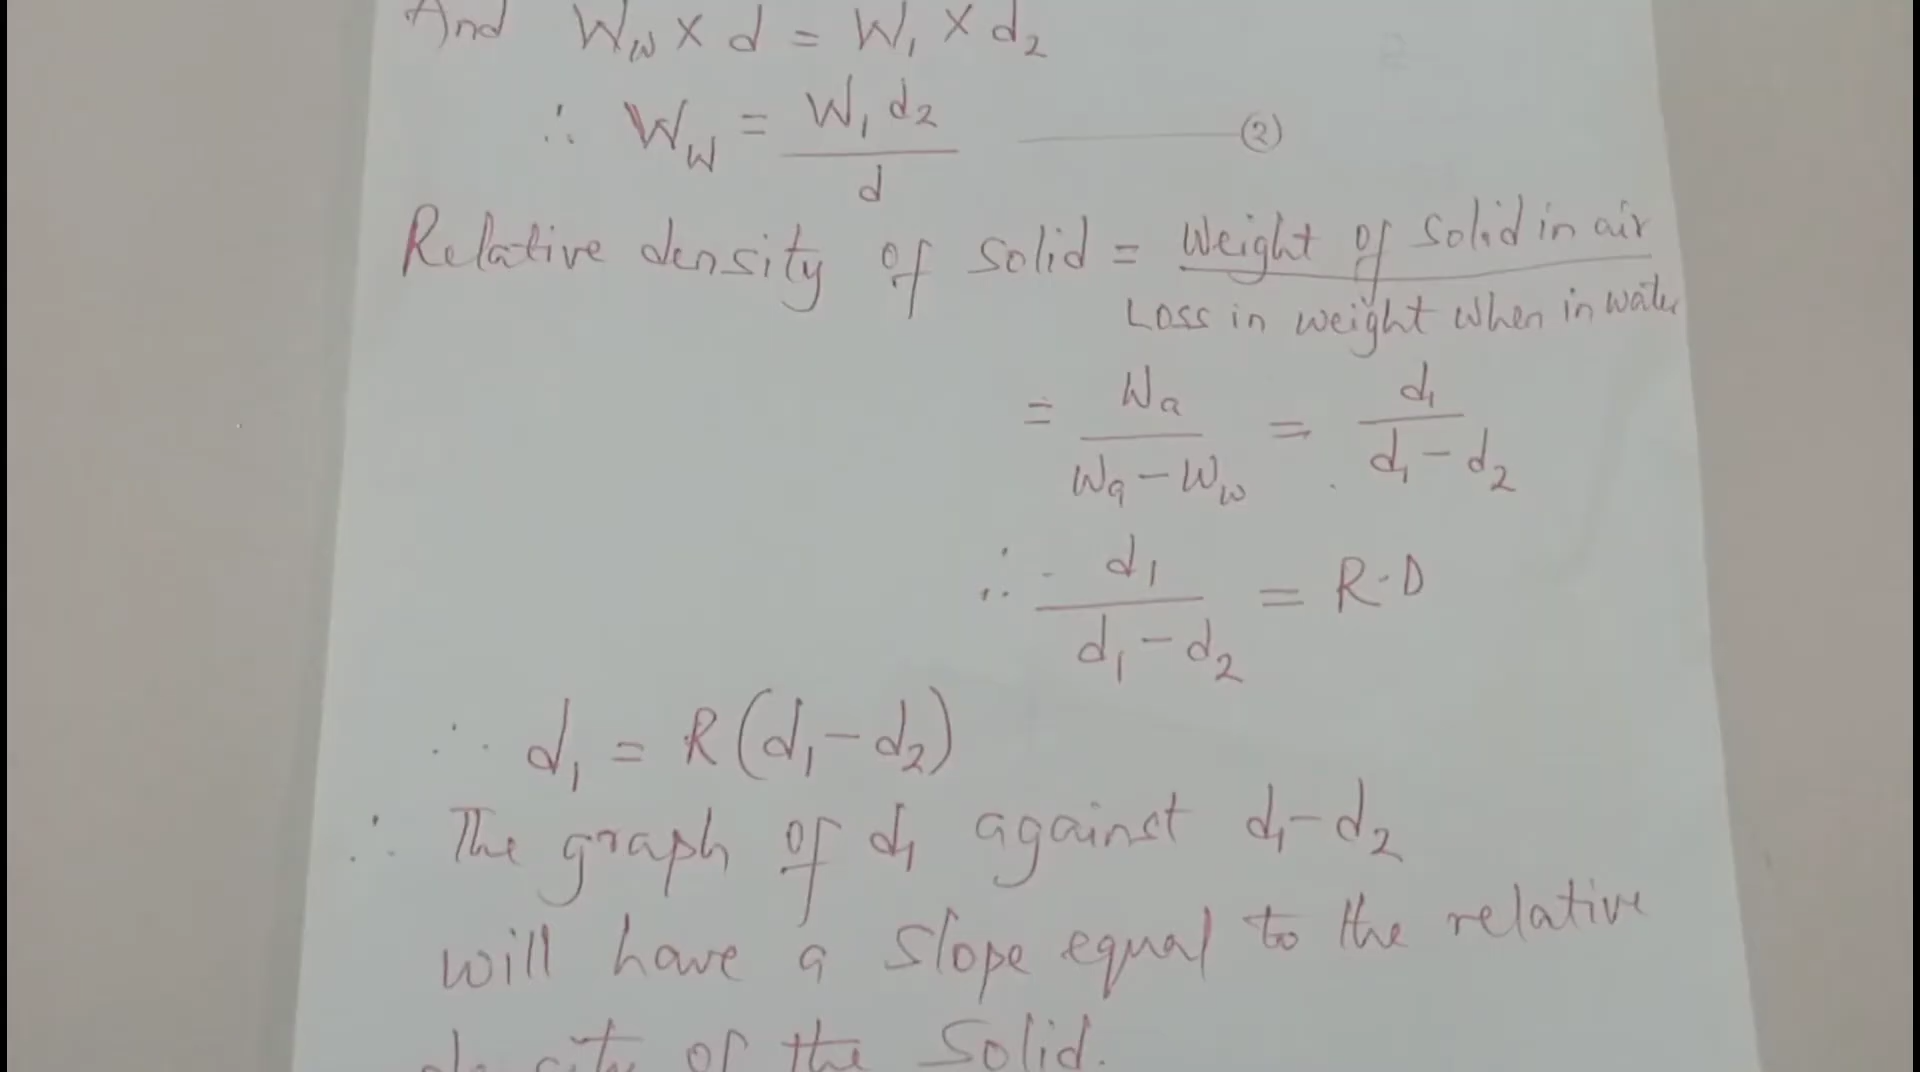 And W_w × d = W_1 × d_2
∴ W_w = W_1 d_2 / d ——— (2)
Relative density of solid = Weight of Solid in air / Loss in weight when in water
= W_a / W_a − W_w = d_1 / d_1 − d_2
∴ d_1 / d_1 − d_2 = R·D
∴ d_1 = R(d_1 − d_2)
∴ The graph of d_1 against d_1 − d_2
will have a slope equal to the relative
density of the Solid.